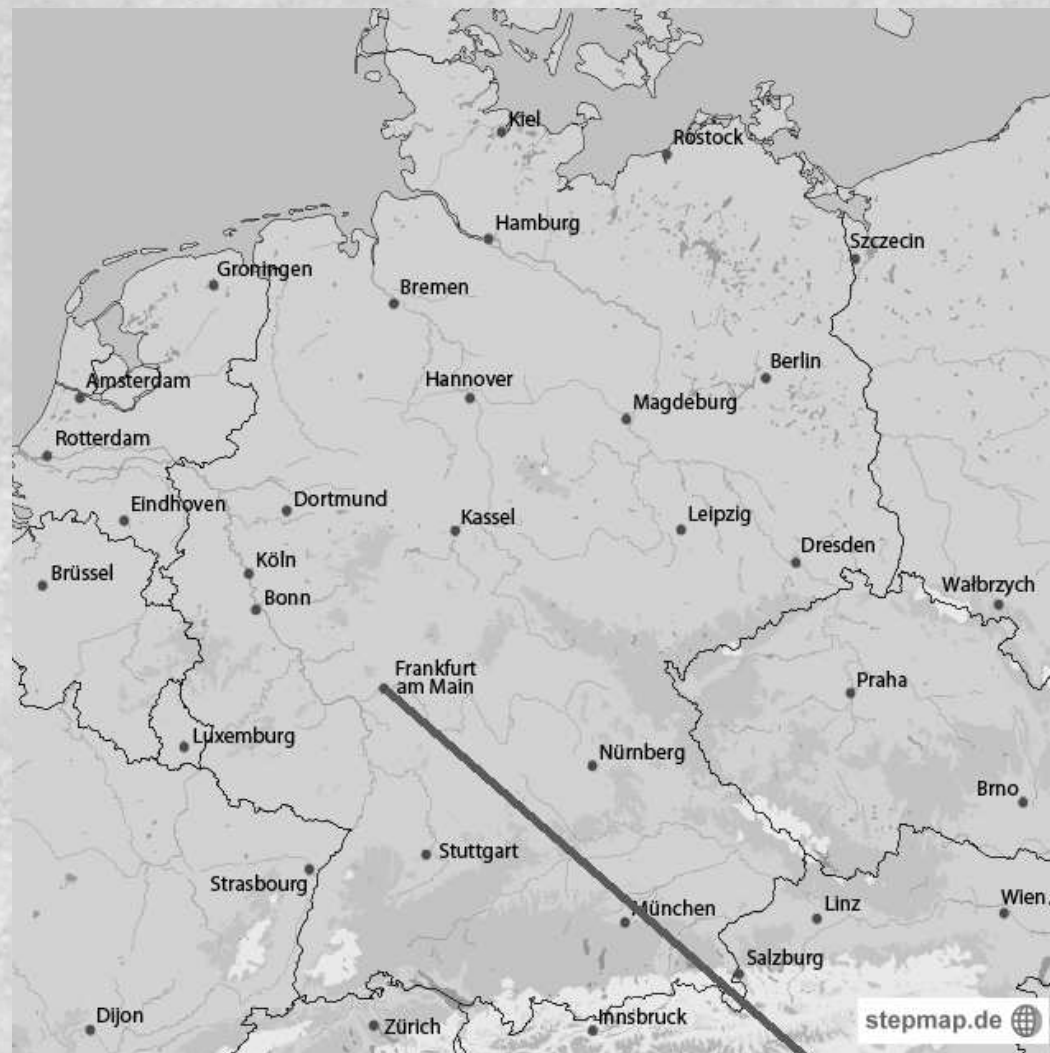 Kiel
Rostock
Hamburg
Szczecin
Groningen
Bremen
Berlin
Amsterdam
Hannover
Magdeburg
Rotterdam
Eindhoven
Dortmund
Kassel
Leipzig
Dresden
Brüssel
Köln
Wałbrzych
Bonn
Frankfurt
am Main
Praha
Luxemburg
Nürnberg
Brno
Stuttgart
Strasbourg
München
Linz
Wien
Salzburg
Dijon
Zürich
Innsbruck
stepmap.de